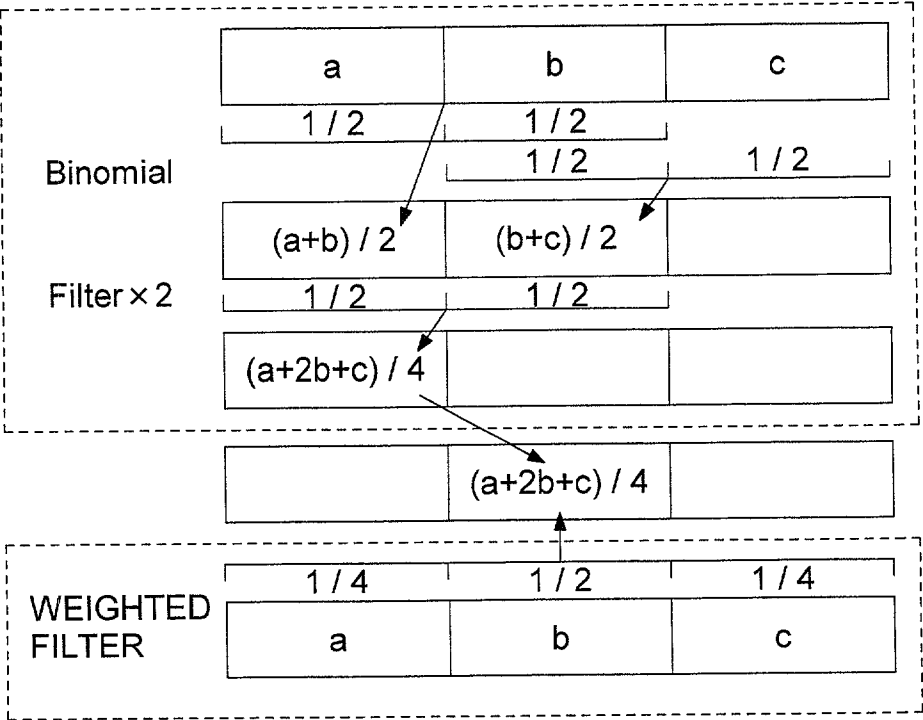 a b c
1 / 2 1 / 2
Binomial 1 / 2 1 / 2
(a+b) / 2 (b+c) / 2
Filter×2 1 / 2 1 / 2
(a+2b+c) / 4
(a+2b+c) / 4
1 / 4 1 / 2 1 / 4
WEIGHTED
FILTER a b c